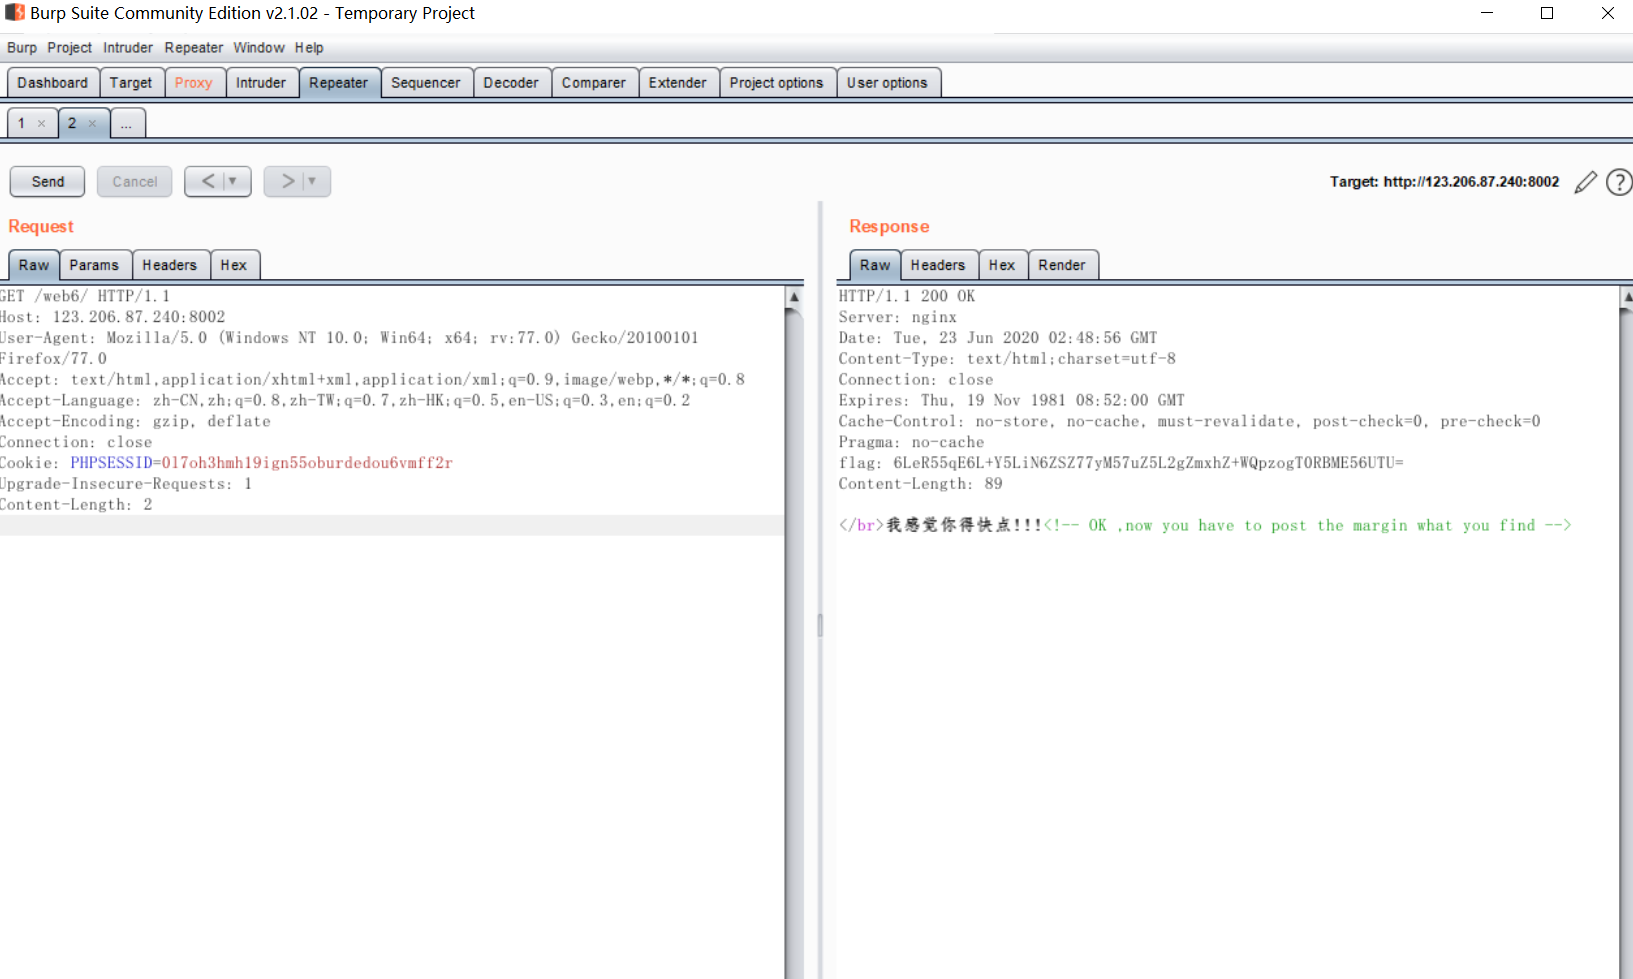 Burp Suite Community Edition v2.1.02 - Temporary Project
Burp Project Intruder Repeater Window Help
Dashboard Target Proxy Intruder Repeater Sequencer Decoder Comparer Extender Project options User options
1 × 2 × ...
Send Cancel < > Target: http://123.206.87.240:8002 ?
Request
Raw Params Headers Hex
GET /web6/ HTTP/1.1
Host: 123.206.87.240:8002
User-Agent: Mozilla/5.0 (Windows NT 10.0; Win64; x64; rv:77.0) Gecko/20100101
Firefox/77.0
Accept: text/html,application/xhtml+xml,application/xml;q=0.9,image/webp,*/*;q=0.8
Accept-Language: zh-CN,zh;q=0.8,zh-TW;q=0.7,zh-HK;q=0.5,en-US;q=0.3,en;q=0.2
Accept-Encoding: gzip, deflate
Connection: close
Cookie: PHPSESSID=0l7oh3hmh19ign55oburdedou6vmff2r
Upgrade-Insecure-Requests: 1
Content-Length: 2
Response
Raw Headers Hex Render
HTTP/1.1 200 OK
Server: nginx
Date: Tue, 23 Jun 2020 02:48:56 GMT
Content-Type: text/html;charset=utf-8
Connection: close
Expires: Thu, 19 Nov 1981 08:52:00 GMT
Cache-Control: no-store, no-cache, must-revalidate, post-check=0, pre-check=0
Pragma: no-cache
flag: 6LeR55qE6L+Y5LiN6ZSZ77yM57uZ5L2gZmxhZ+WQpzogT0RBME56UTU=
Content-Length: 89
</br>我感觉你得快点!!!<!-- OK ,now you have to post the margin what you find -->